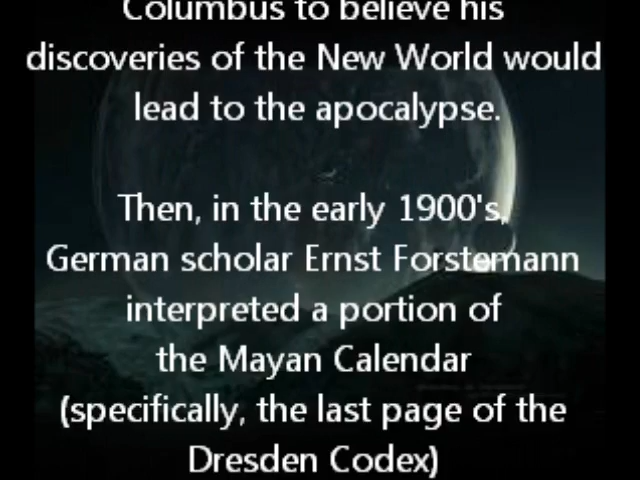 Columbus to believe his
discoveries of the New World would
lead to the apocalypse.
Then, in the early 1900's,
German scholar Ernst Forstemann
interpreted a portion of
the Mayan Calendar
(specifically, the last page of the
Dresden Codex)